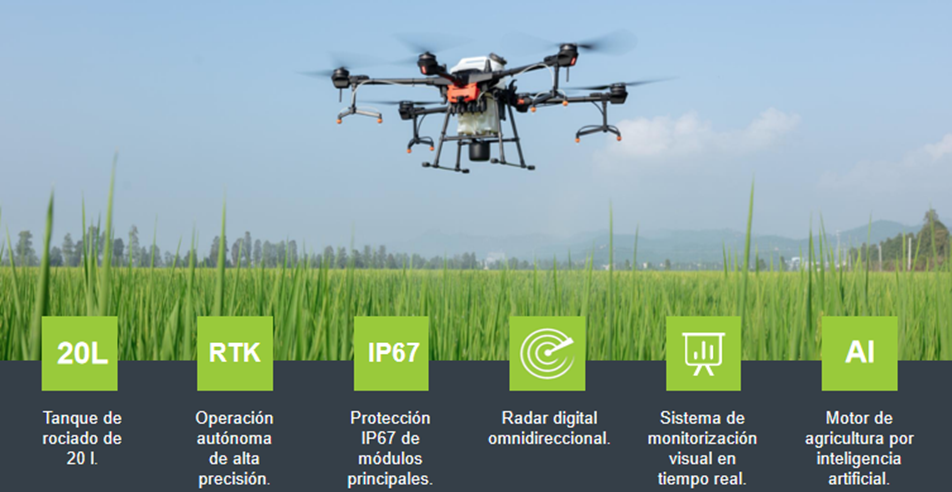 20L
RTK
IP67
AI
Tanque de
rociado de
20 l.
Operación
autónoma
de alta
precisión.
Protección
IP67 de
módulos
principales.
Radar digital
omnidireccional.
Sistema de
monitorización
visual en
tiempo real.
Motor de
agricultura por
inteligencia
artificial.